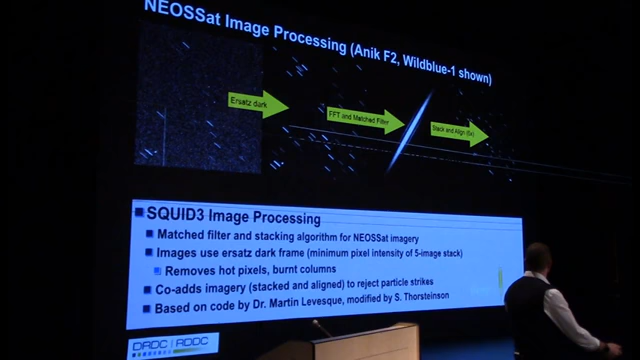 NEOSSat Image Processing (Anik F2, Wildblue-1 shown)
Ersatz dark
FFT and Matched Filter
Stack and Align (5x)
SQUID3 Image Processing
Matched filter and stacking algorithm for NEOSSat imagery
Images use ersatz dark frame (minimum pixel intensity of 5-image stack)
Removes hot pixels, burnt columns
Co-adds imagery (stacked and aligned) to reject particle strikes
Based on code by Dr. Martin Levesque, modified by S. Thorsteinson
DRDC | RDDC